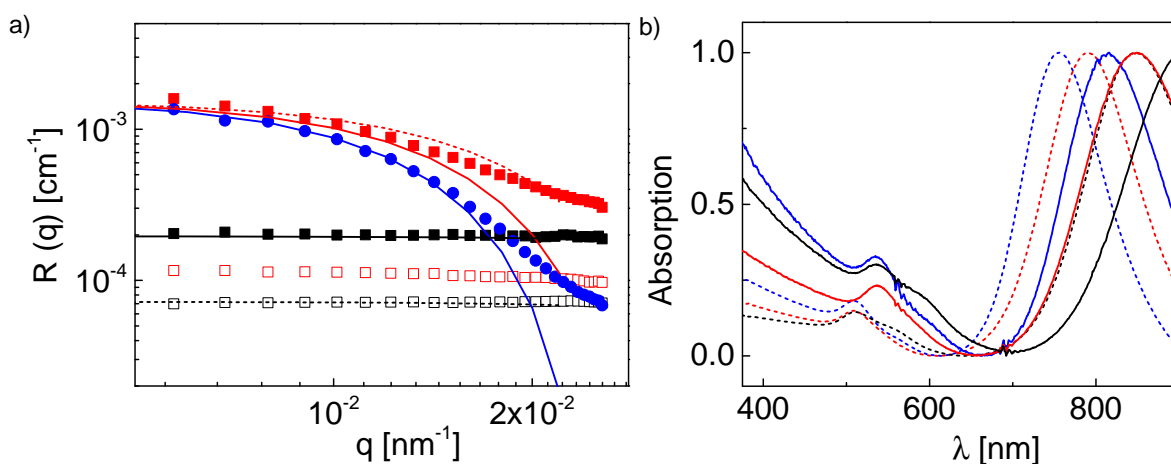 a)
R (q) [cm⁻¹]
10⁻³
10⁻⁴
10⁻²
2x10⁻²
q [nm⁻¹]
b)
Absorption
1.0
0.5
0.0
400
600
800
λ [nm]